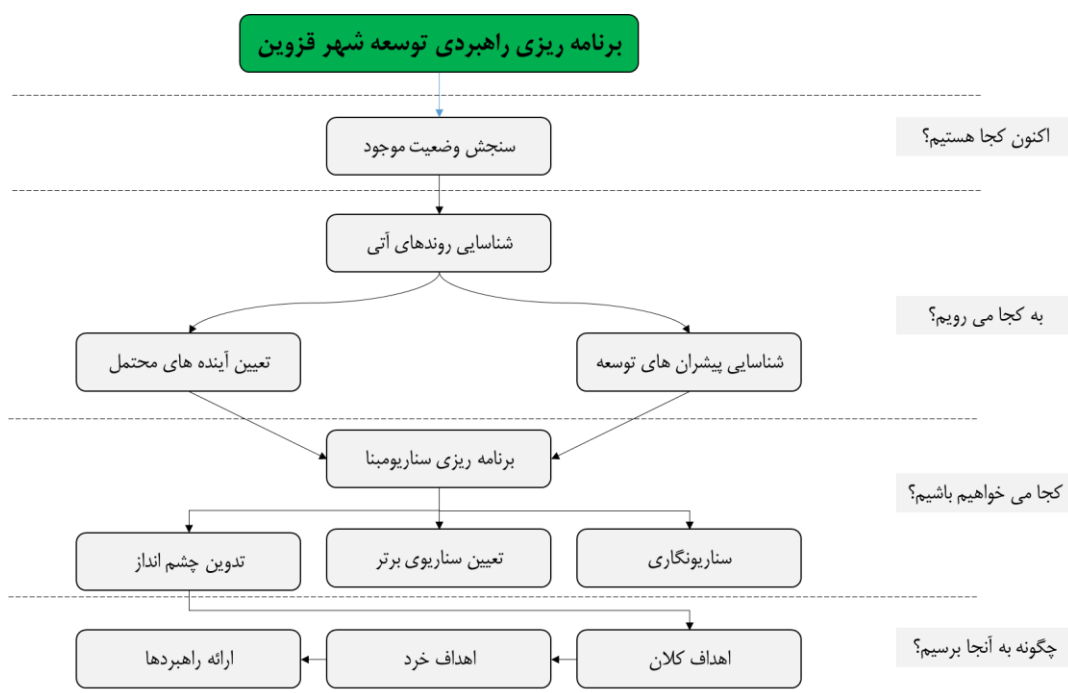 برنامه ریزی راهبردی توسعه شهر قزوین
اکنون کجا هستیم؟
سنجش وضعیت موجود
شناسایی روندهای آتی
به کجا می رویم؟
شناسایی پیشران های توسعه
تعیین آینده های محتمل
برنامه ریزی سناریومبنا
کجا می خواهیم باشیم؟
سناریونگاری
تعیین سناریوی برتر
تدوین چشم انداز
چگونه به آنجا برسیم؟
اهداف کلان
اهداف خرد
ارائه راهبردها